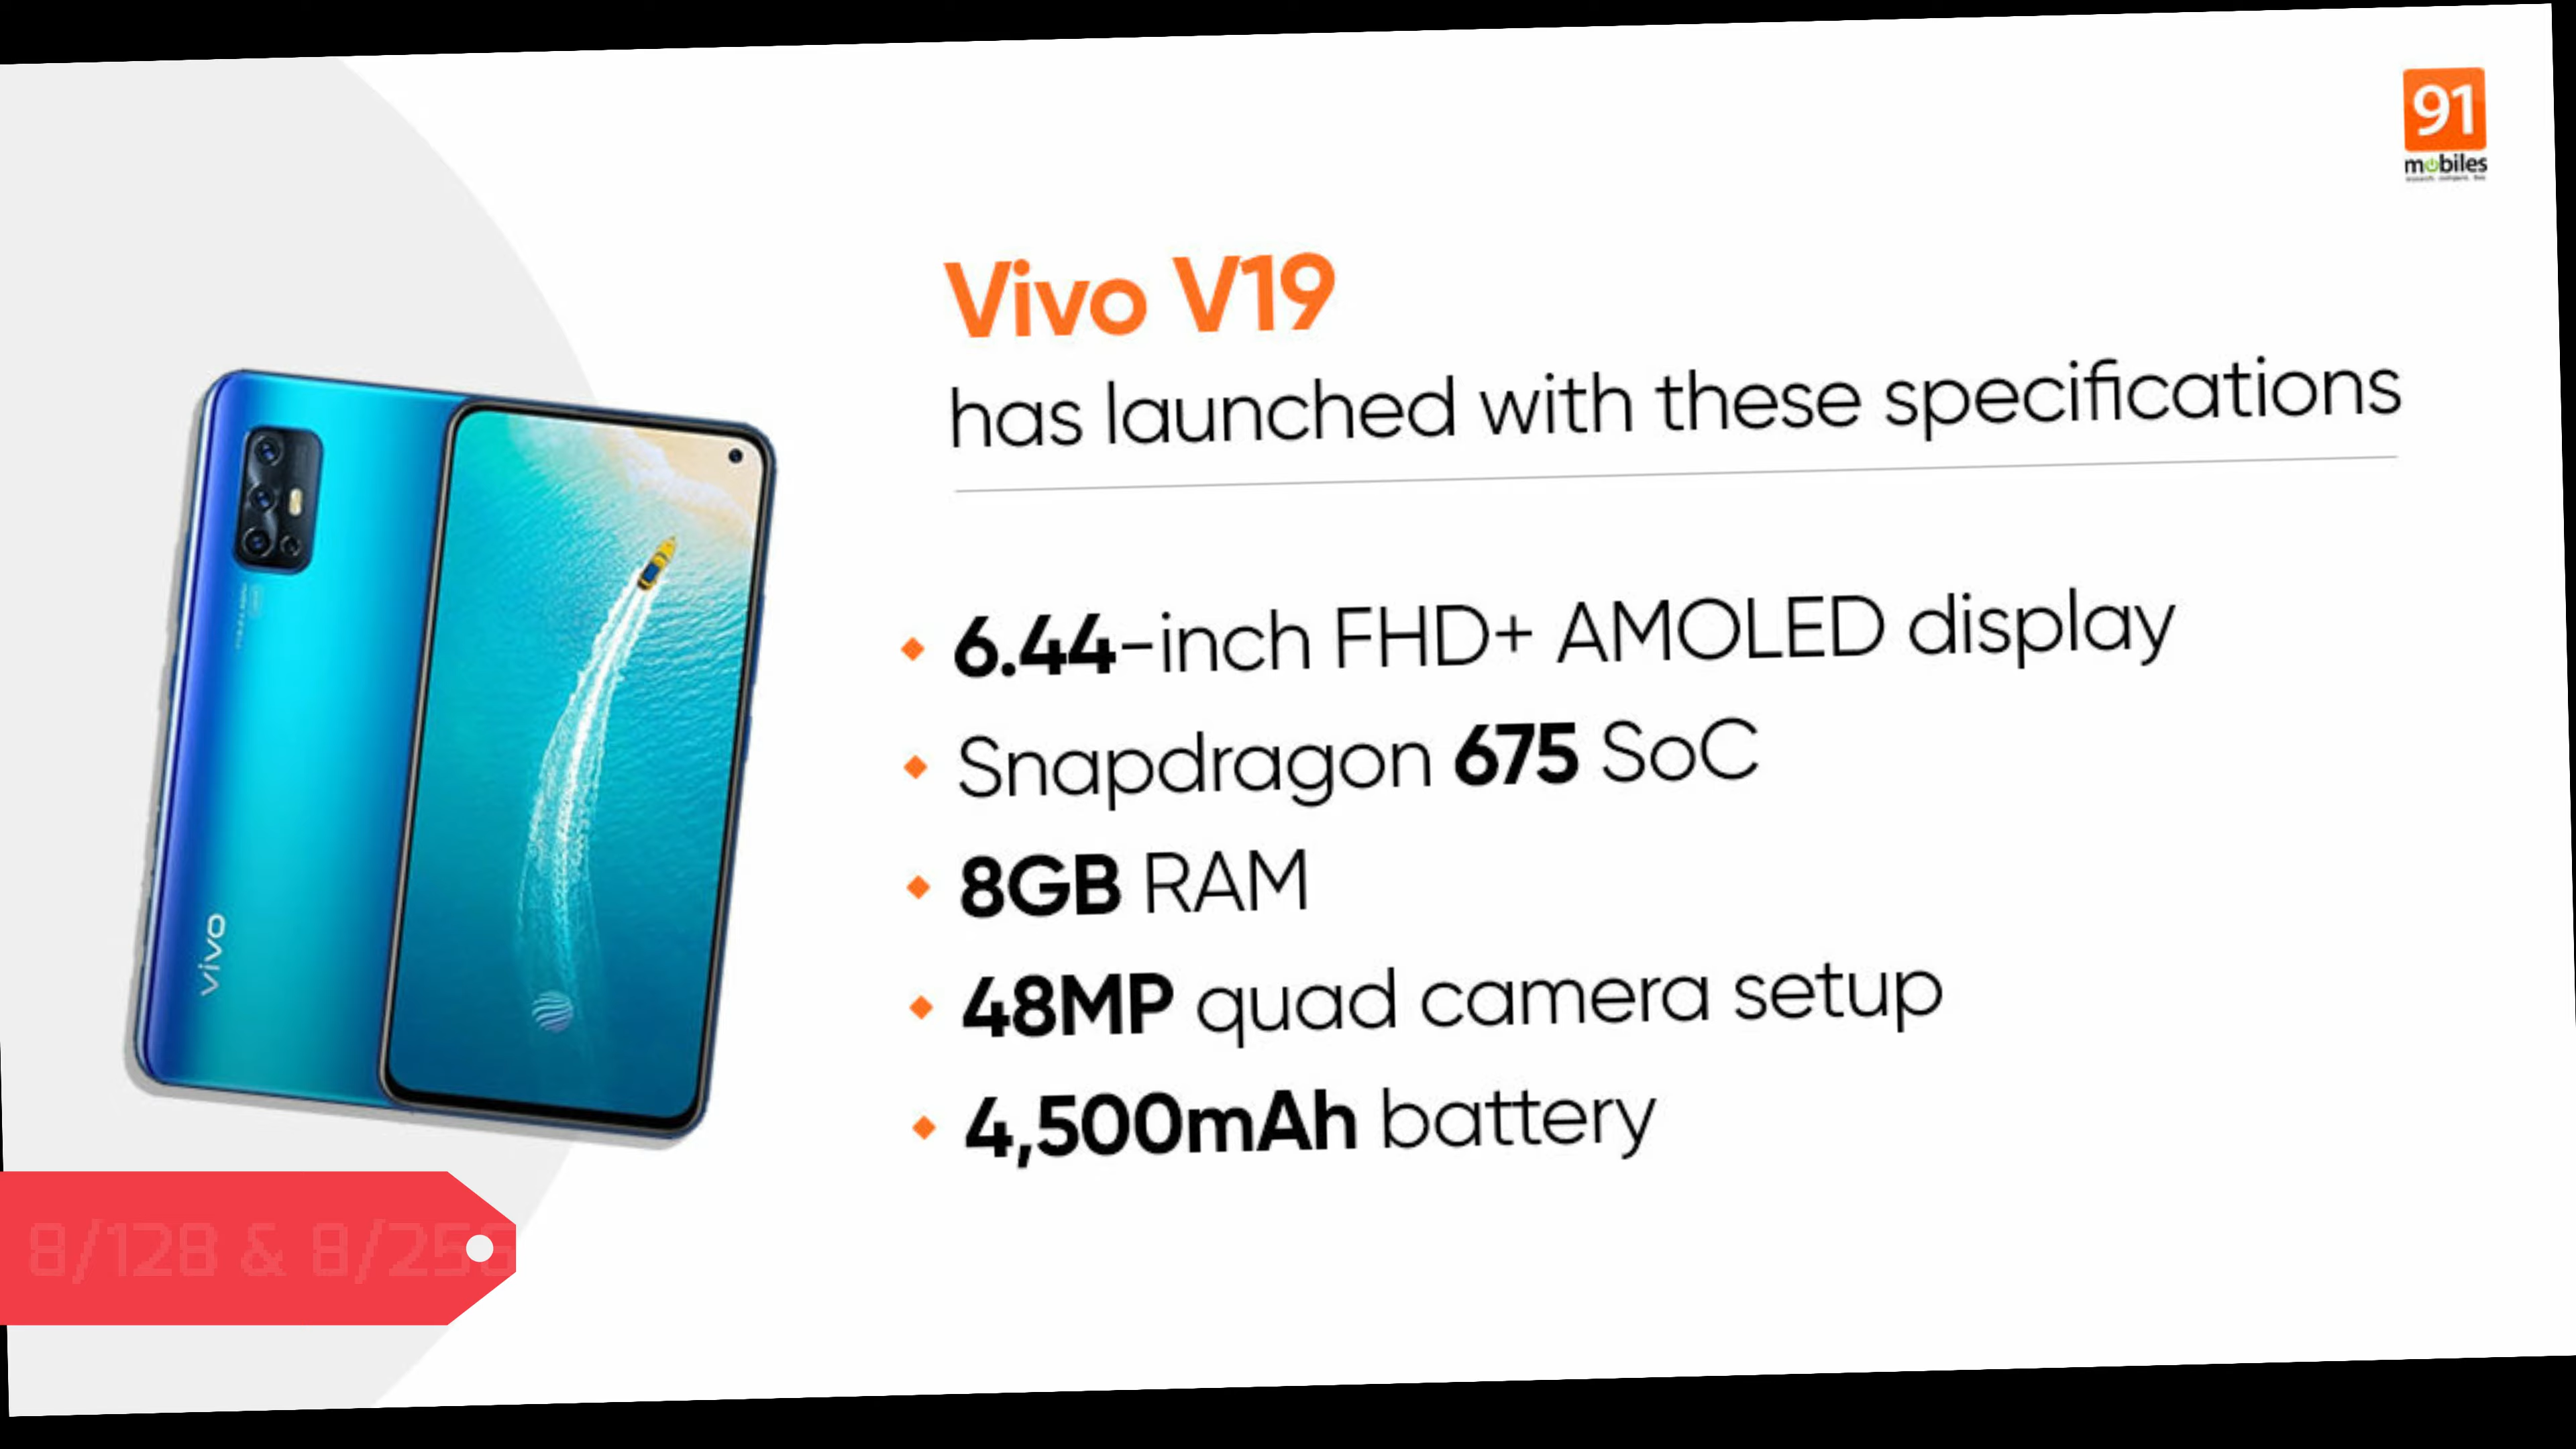 91
mobiles
Vivo V19
has launched with these specifications
6.44-inch FHD+ AMOLED display
Snapdragon 675 SoC
8GB RAM
48MP quad camera setup
4,500mAh battery
vivo
8/128 & 8/256